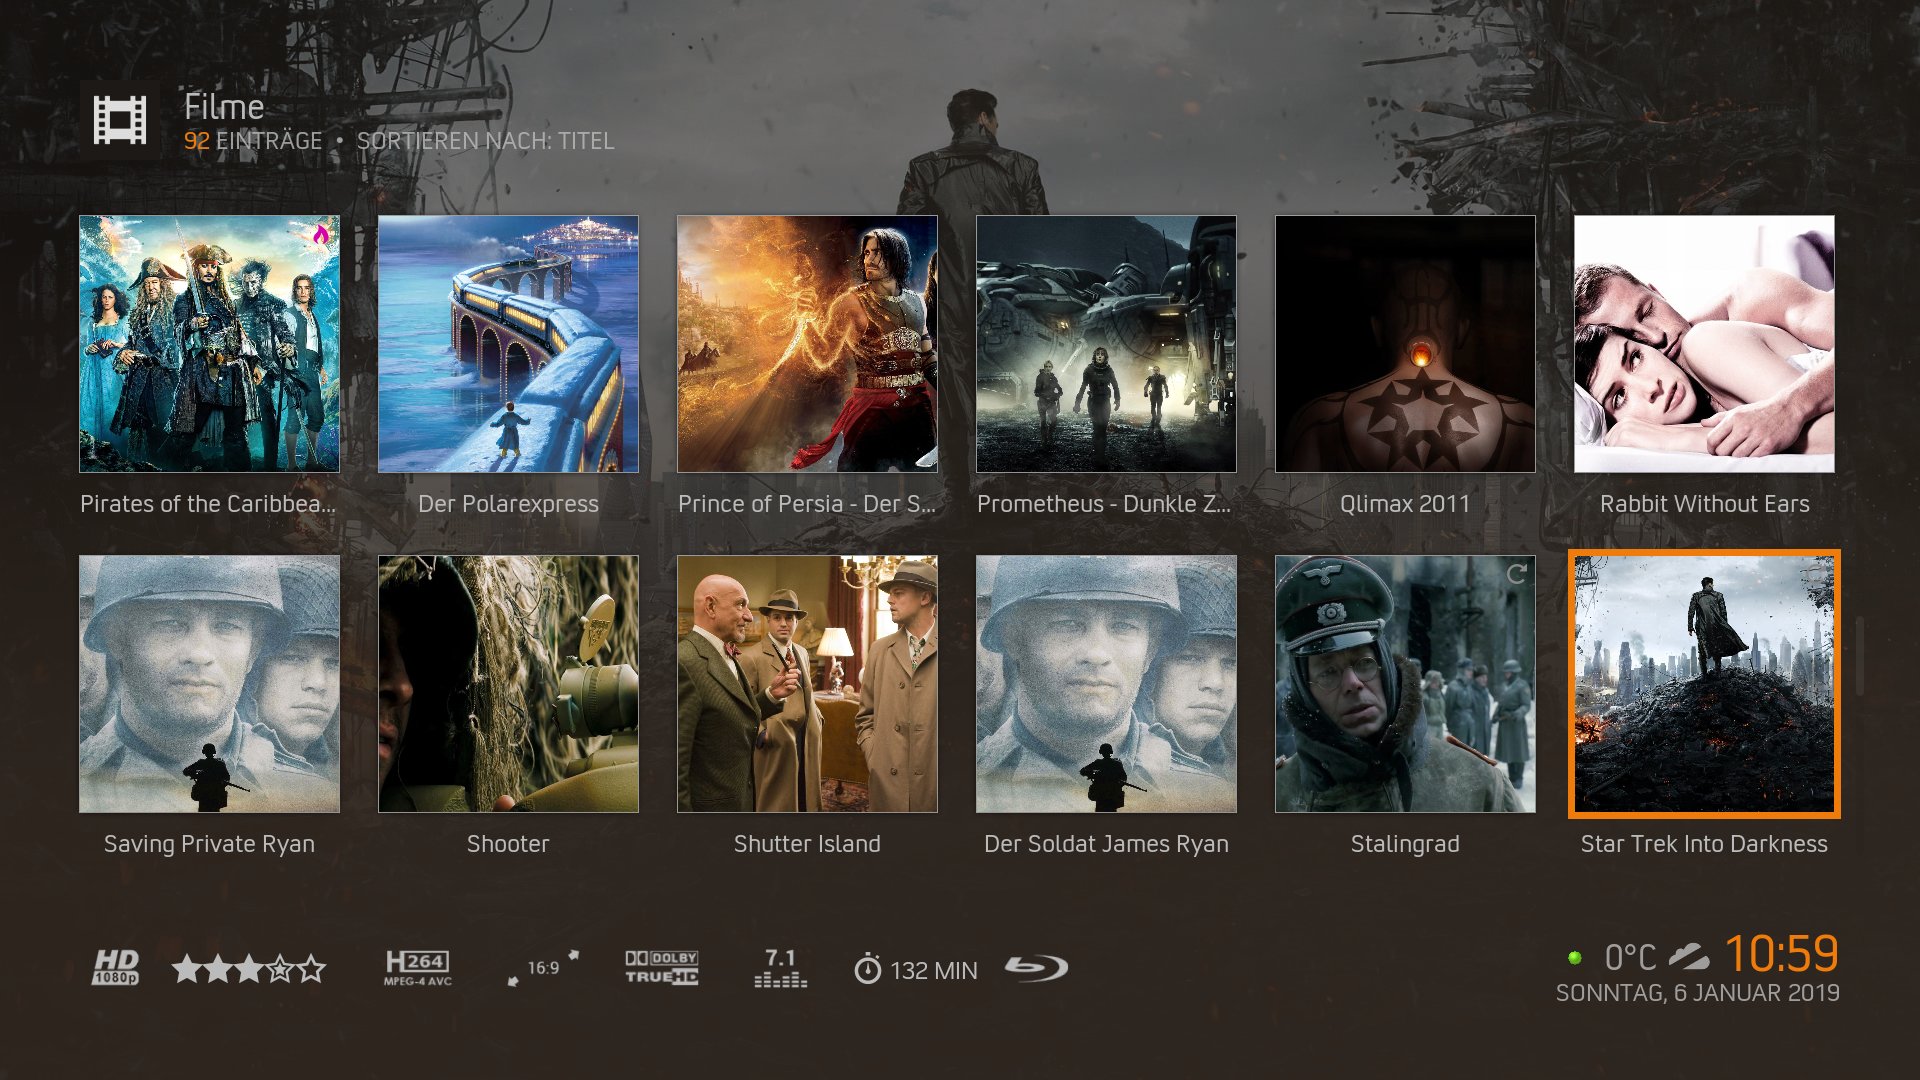 Filme
92 EINTRÄGE • SORTIEREN NACH: TITEL
Pirates of the Caribbea...
Der Polarexpress
Prince of Persia - Der S...
Prometheus - Dunkle Z...
Qlimax 2011
Rabbit Without Ears
Saving Private Ryan
Shooter
Shutter Island
Der Soldat James Ryan
Stalingrad
Star Trek Into Darkness
HD
1080p
H264
MPEG-4 AVC
16:9
DOLBY
TRUEHD
7.1
132 MIN
0°C
10:59
SONNTAG, 6 JANUAR 2019